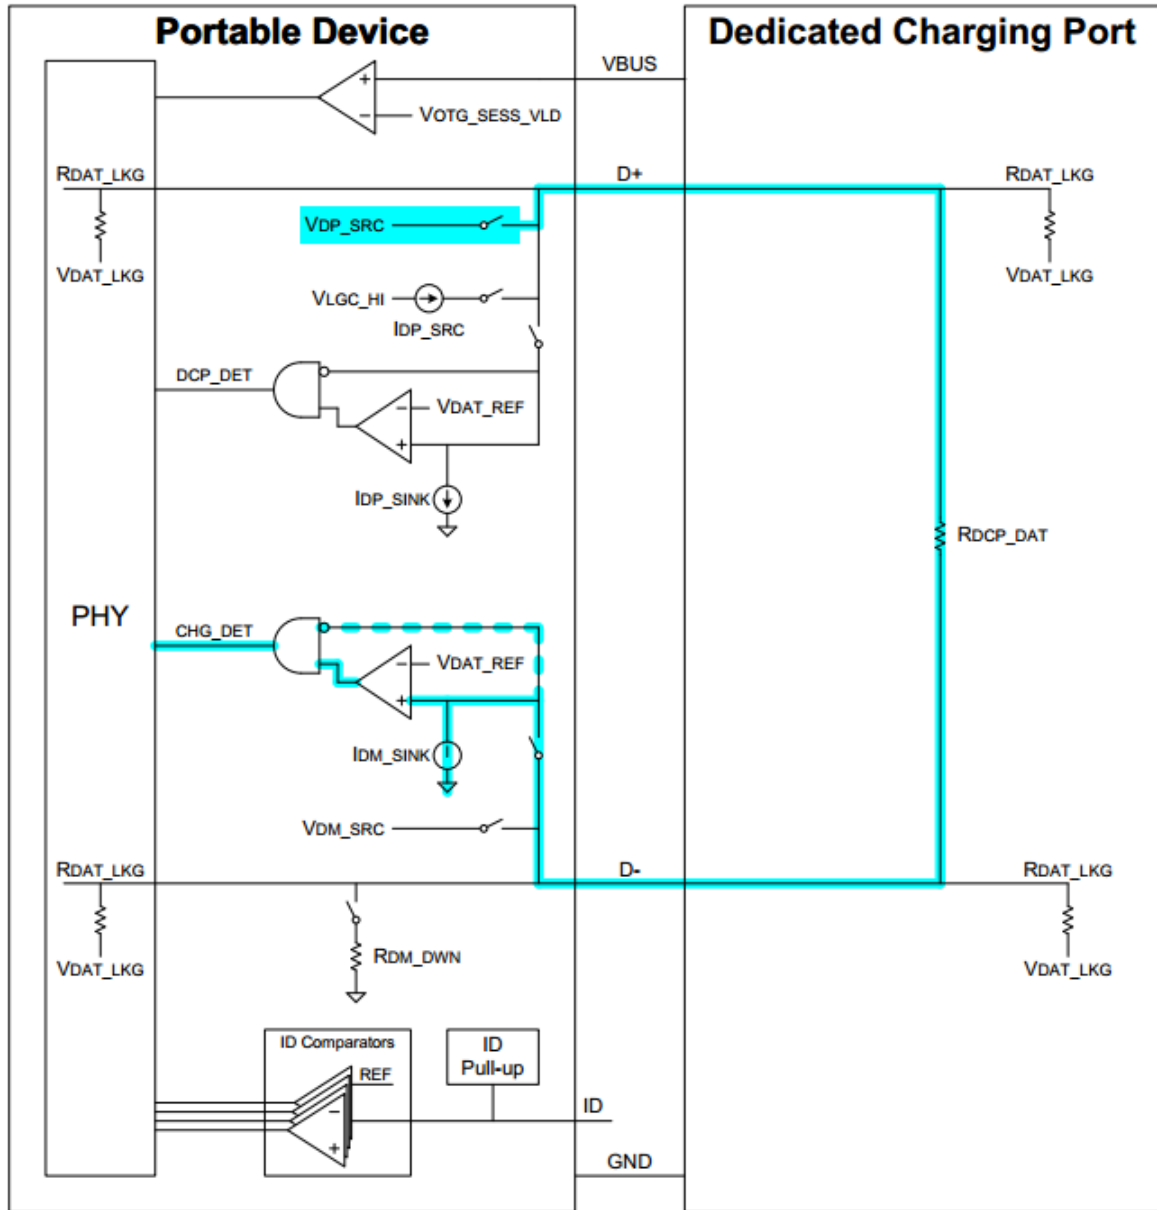 Portable Device
Dedicated Charging Port
VBUS
+
−
VOTG_SESS_VLD
RDAT_LKG
D+
RDAT_LKG
VDP_SRC
VDAT_LKG
VDAT_LKG
VLGC_HI
IDP_SRC
DCP_DET
−
VDAT_REF
+
IDP_SINK
RDCP_DAT
PHY
CHG_DET
−
VDAT_REF
+
IDM_SINK
VDM_SRC
RDAT_LKG
D-
RDAT_LKG
RDM_DWN
VDAT_LKG
VDAT_LKG
ID Comparators
REF
−
+
ID
Pull-up
ID
GND